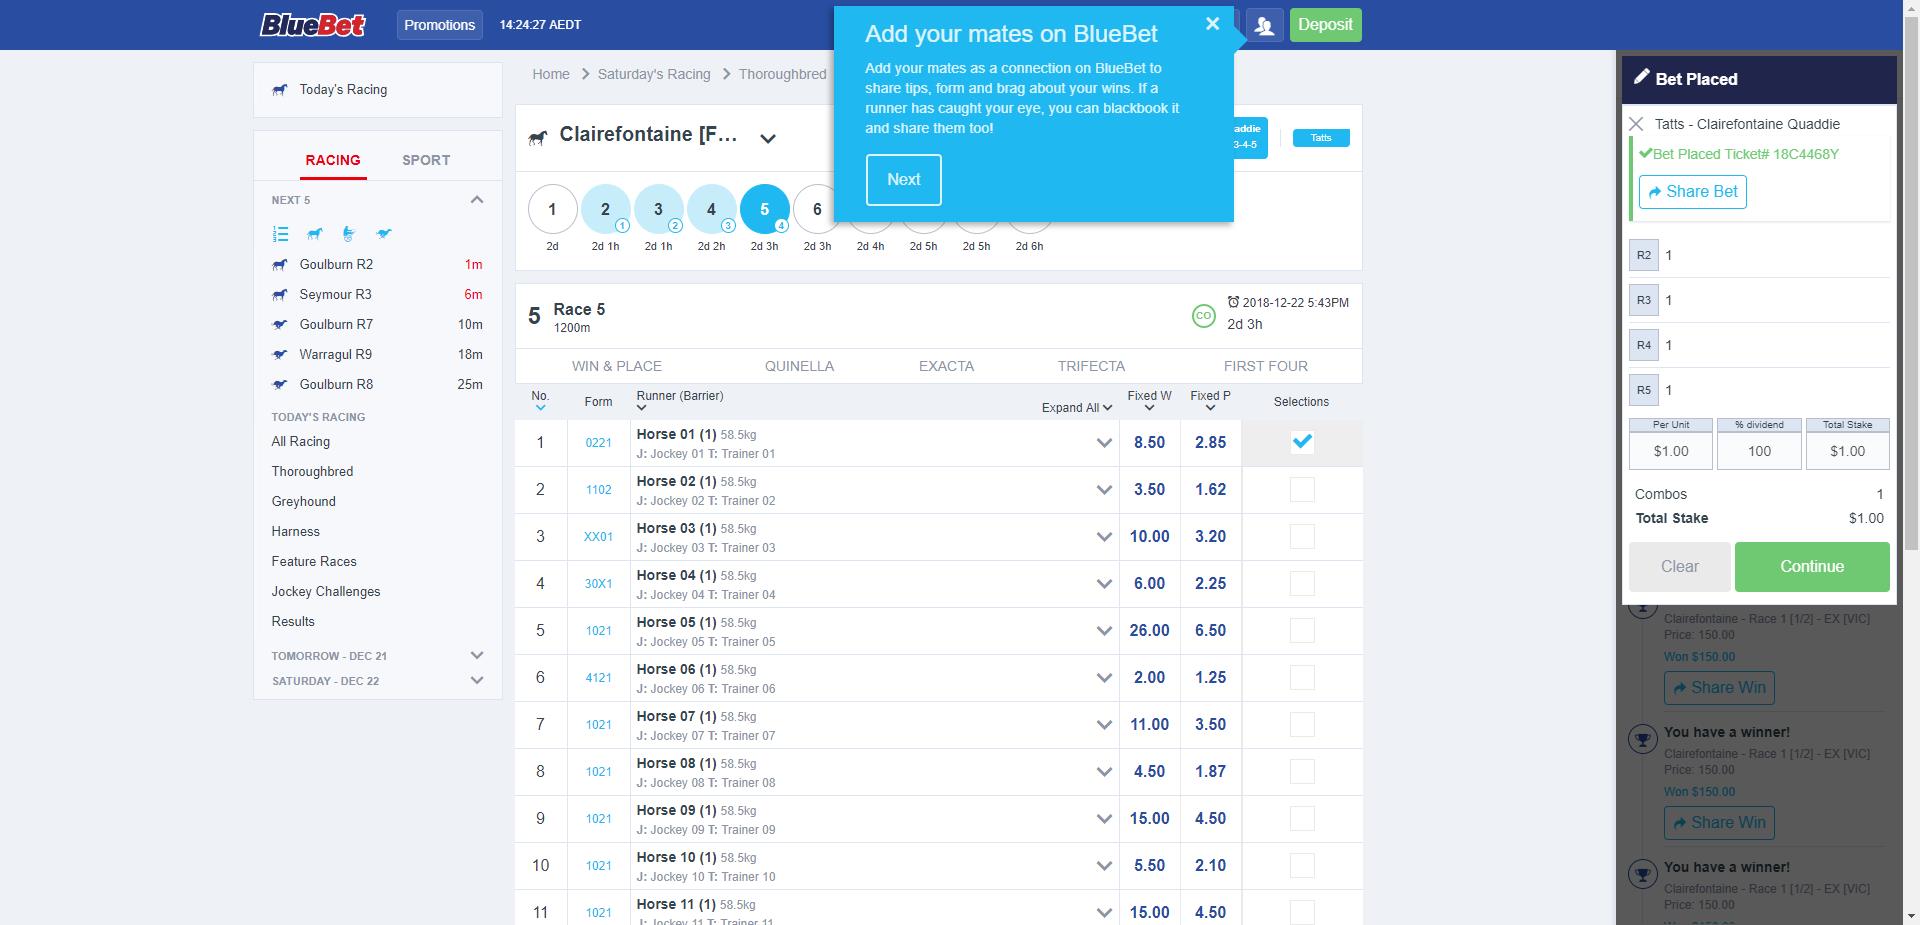 BlueBet
Promotions
14:24:27 AEDT
Deposit
Add your mates on BlueBet
Add your mates as a connection on BlueBet to
share tips, form and brag about your wins. If a
runner has caught your eye, you can blackbook it
and share them too!
Next
Today's Racing
RACING SPORT
NEXT 5
Goulburn R2 1m
Seymour R3 6m
Goulburn R7 10m
Warragul R9 18m
Goulburn R8 25m
TODAY'S RACING
All Racing
Thoroughbred
Greyhound
Harness
Feature Races
Jockey Challenges
Results
TOMORROW - DEC 21
SATURDAY - DEC 22
Home Saturday's Racing Thoroughbred
Clairefontaine [F...
addie
3-4-5
Tatts
1 2 3 4 5 6
1 2 3 4
2d 2d 1h 2d 1h 2d 2h 2d 3h 2d 3h 2d 4h 2d 5h 2d 5h 2d 6h
5 Race 5
1200m
CO
2018-12-22 5:43PM
2d 3h
WIN & PLACE QUINELLA EXACTA TRIFECTA FIRST FOUR
No. Form Runner (Barrier) Expand All Fixed W Fixed P Selections
1 0221 Horse 01 (1) 58.5kg 8.50 2.85
J: Jockey 01 T: Trainer 01
2 1102 Horse 02 (1) 58.5kg 3.50 1.62
J: Jockey 02 T: Trainer 02
3 XX01 Horse 03 (1) 58.5kg 10.00 3.20
J: Jockey 03 T: Trainer 03
4 30X1 Horse 04 (1) 58.5kg 6.00 2.25
J: Jockey 04 T: Trainer 04
5 1021 Horse 05 (1) 58.5kg 26.00 6.50
J: Jockey 05 T: Trainer 05
6 4121 Horse 06 (1) 58.5kg 2.00 1.25
J: Jockey 06 T: Trainer 06
7 1021 Horse 07 (1) 58.5kg 11.00 3.50
J: Jockey 07 T: Trainer 07
8 1021 Horse 08 (1) 58.5kg 4.50 1.87
J: Jockey 08 T: Trainer 08
9 1021 Horse 09 (1) 58.5kg 15.00 4.50
J: Jockey 09 T: Trainer 09
10 1021 Horse 10 (1) 58.5kg 5.50 2.10
J: Jockey 10 T: Trainer 10
11 1021 Horse 11 (1) 58.5kg 15.00 4.50
J: Jockey 11 T: Trainer 11
Bet Placed
Tatts - Clairefontaine Quaddie
Bet Placed Ticket# 18C4468Y
Share Bet
R2 1
R3 1
R4 1
R5 1
Per Unit % dividend Total Stake
$1.00 100 $1.00
Combos 1
Total Stake $1.00
Clear Continue
Clairefontaine - Race 1 [1/2] - EX [VIC]
Price: 150.00
Won $150.00
Share Win
You have a winner!
Clairefontaine - Race 1 [1/2] - EX [VIC]
Price: 150.00
Won $150.00
Share Win
You have a winner!
Clairefontaine - Race 1 [1/2] - EX [VIC]
Price: 150.00